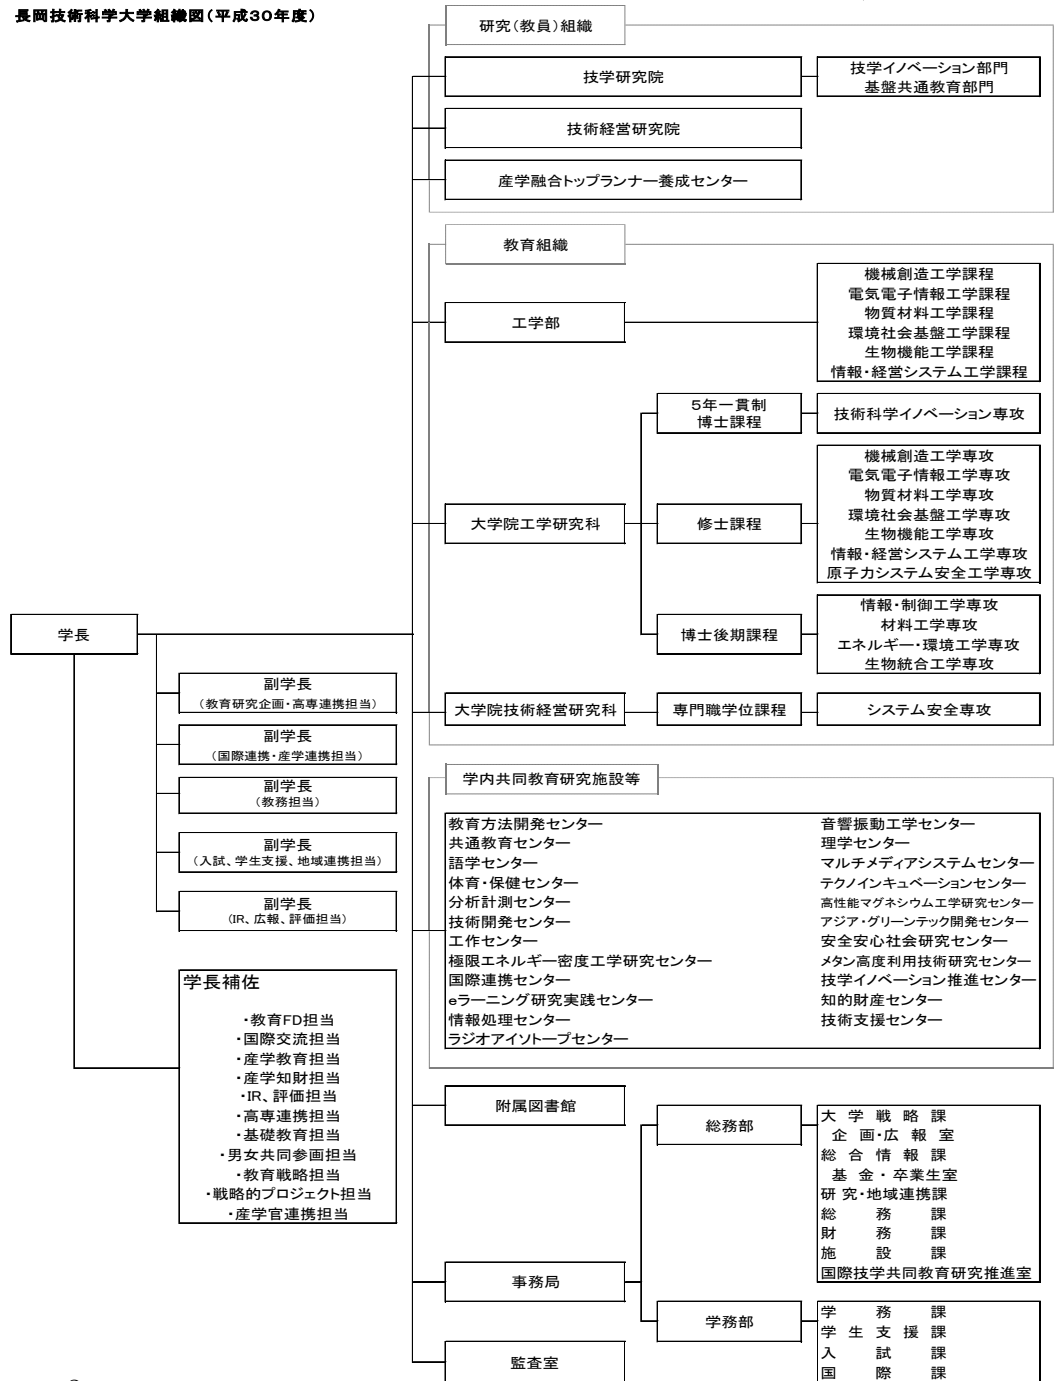 長岡技術科学大学組織図(平成30年度)
研究(教員)組織
技学研究院
技学イノベーション部門
基盤共通教育部門
技術経営研究院
産学融合トップランナー養成センター
教育組織
工学部
機械創造工学課程
電気電子情報工学課程
物質材料工学課程
環境社会基盤工学課程
生物機能工学課程
情報・経営システム工学課程
大学院工学研究科
5年一貫制
博士課程
技術科学イノベーション専攻
修士課程
機械創造工学専攻
電気電子情報工学専攻
物質材料工学専攻
環境社会基盤工学専攻
生物機能工学専攻
情報・経営システム工学専攻
原子力システム安全工学専攻
博士後期課程
情報・制御工学専攻
材料工学専攻
エネルギー・環境工学専攻
生物統合工学専攻
大学院技術経営研究科
専門職学位課程
システム安全専攻
学長
副学長
(教育研究企画・高専連携担当)
副学長
(国際連携・産学連携担当)
副学長
(教務担当)
副学長
(入試、学生支援、地域連携担当)
副学長
(IR、広報、評価担当)
学長補佐
・教育FD担当
・国際交流担当
・産学教育担当
・産学知財担当
・IR、評価担当
・高専連携担当
・基礎教育担当
・男女共同参画担当
・教育戦略担当
・戦略的プロジェクト担当
・産学官連携担当
学内共同教育研究施設等
教育方法開発センター
共通教育センター
語学センター
体育・保健センター
分析計測センター
技術開発センター
工作センター
極限エネルギー密度工学研究センター
国際連携センター
eラーニング研究実践センター
情報処理センター
ラジオアイソトープセンター
音響振動工学センター
理学センター
マルチメディアシステムセンター
テクノインキュベーションセンター
高性能マグネシウム工学研究センター
アジア・グリーンテック開発センター
安全安心社会研究センター
メタン高度利用技術研究センター
技学イノベーション推進センター
知的財産センター
技術支援センター
附属図書館
事務局
総務部
大学戦略課
企画・広報室
総合情報課
基金・卒業生室
研究・地域連携課
総務課
財務課
施設課
国際技学共同教育研究推進室
学務部
学務課
学生支援課
入試課
国際課
監査室